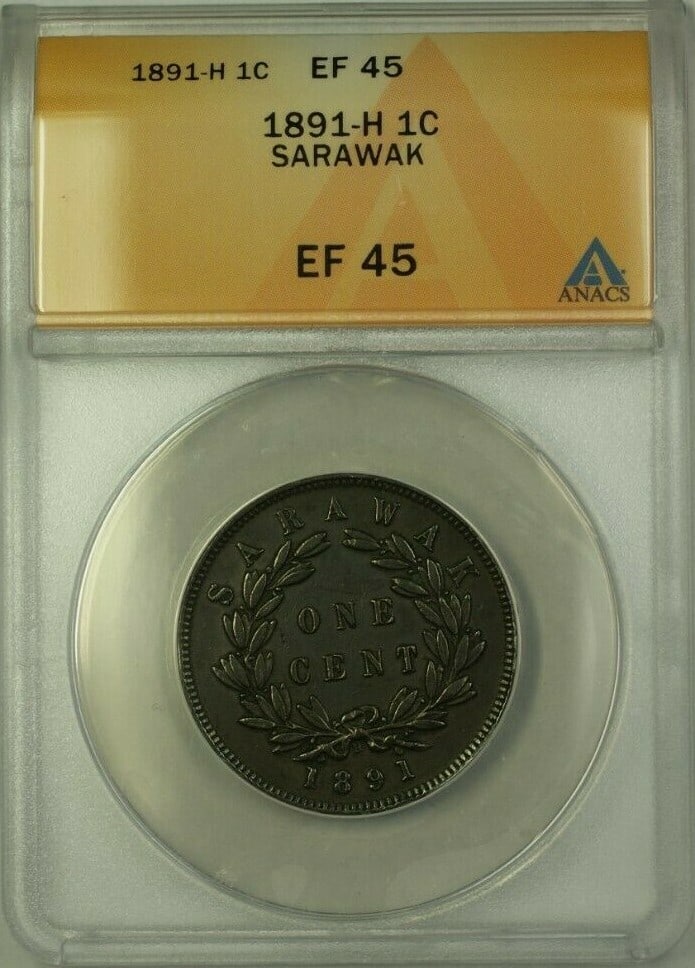 1891-H 1C EF 45
1891-H 1C
SARAWAK
EF 45
ANACS
SARAWAK
ONE
CENT
1891